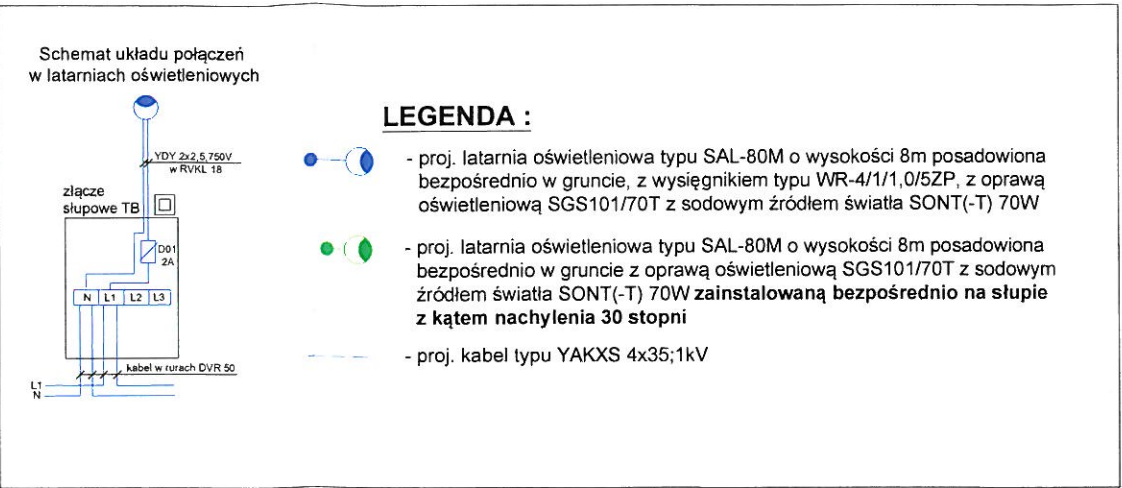 Schemat układu połączeń
w latarniach oświetleniowych
YDY 2x2,5,750V
w RVKL 18
złącze
słupowe TB
D01
2A
N L1 L2 L3
kabel w rurach DVR 50
L1
N
LEGENDA :
- proj. latarnia oświetleniowa typu SAL-80M o wysokości 8m posadowiona
bezpośrednio w gruncie, z wysięgnikiem typu WR-4/1/1,0/5ZP, z oprawą
oświetleniową SGS101/70T z sodowym źródłem światła SONT(-T) 70W
- proj. latarnia oświetleniowa typu SAL-80M o wysokości 8m posadowiona
bezpośrednio w gruncie z oprawą oświetleniową SGS101/70T z sodowym
źródłem światła SONT(-T) 70W zainstalowaną bezpośrednio na słupie
z kątem nachylenia 30 stopni
- proj. kabel typu YAKXS 4x35;1kV